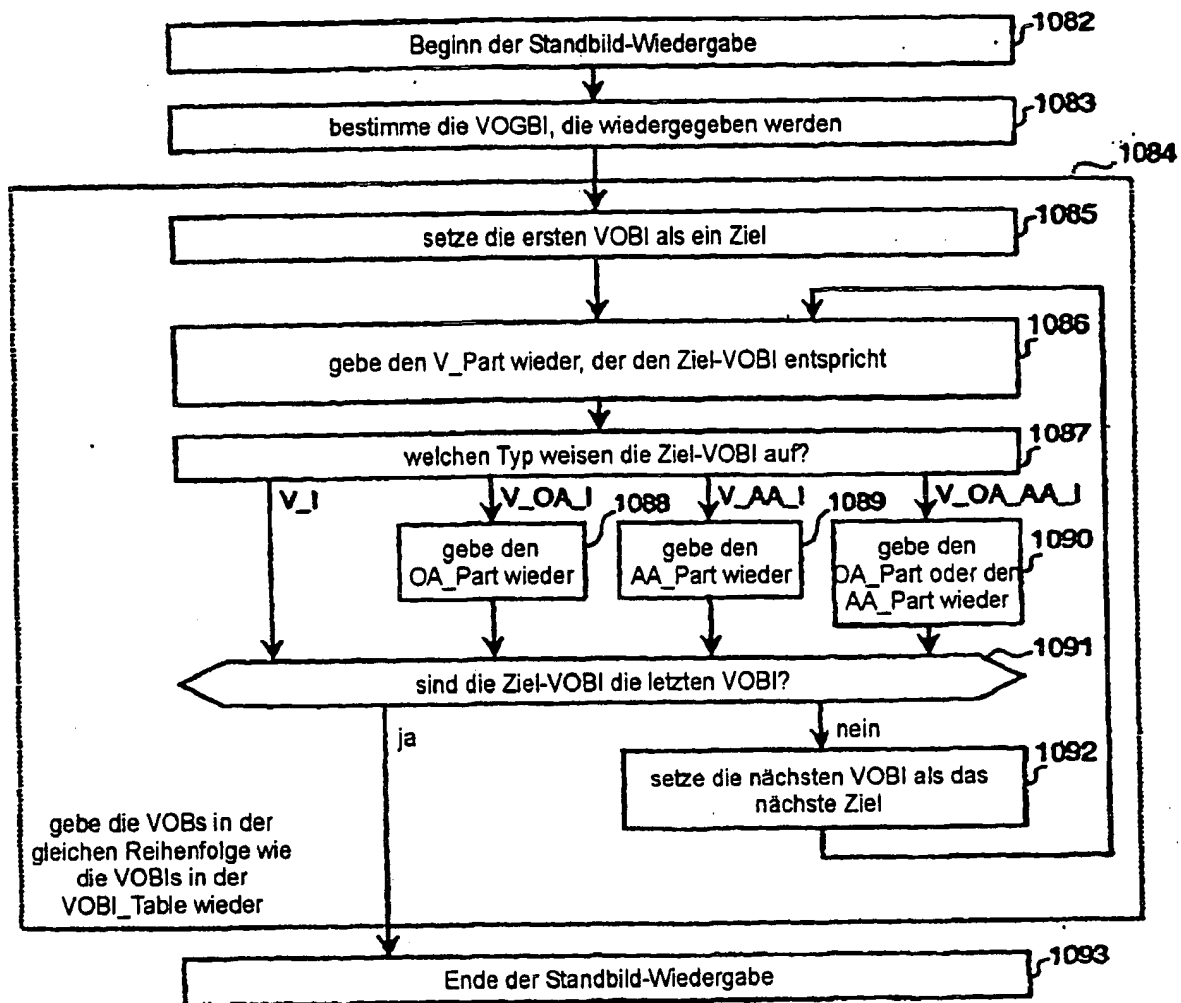 1082
Beginn der Standbild-Wiedergabe
1083
bestimme die VOGBI, die wiedergegeben werden
1084
1085
setze die ersten VOBI als ein Ziel
1086
gebe den V_Part wieder, der den Ziel-VOBI entspricht
1087
welchen Typ weisen die Ziel-VOBI auf?
V_I
V_OA_I
V_AA_I
V_OA_AA_I
1088
gebe den
OA_Part wieder
1089
gebe den
AA_Part wieder
1090
gebe den
OA_Part oder den
AA_Part wieder
1091
sind die Ziel-VOBI die letzten VOBI?
ja
nein
1092
setze die nächsten VOBI als das
nächste Ziel
gebe die VOBs in der
gleichen Reihenfolge wie
die VOBIs in der
VOBI_Table wieder
1093
Ende der Standbild-Wiedergabe